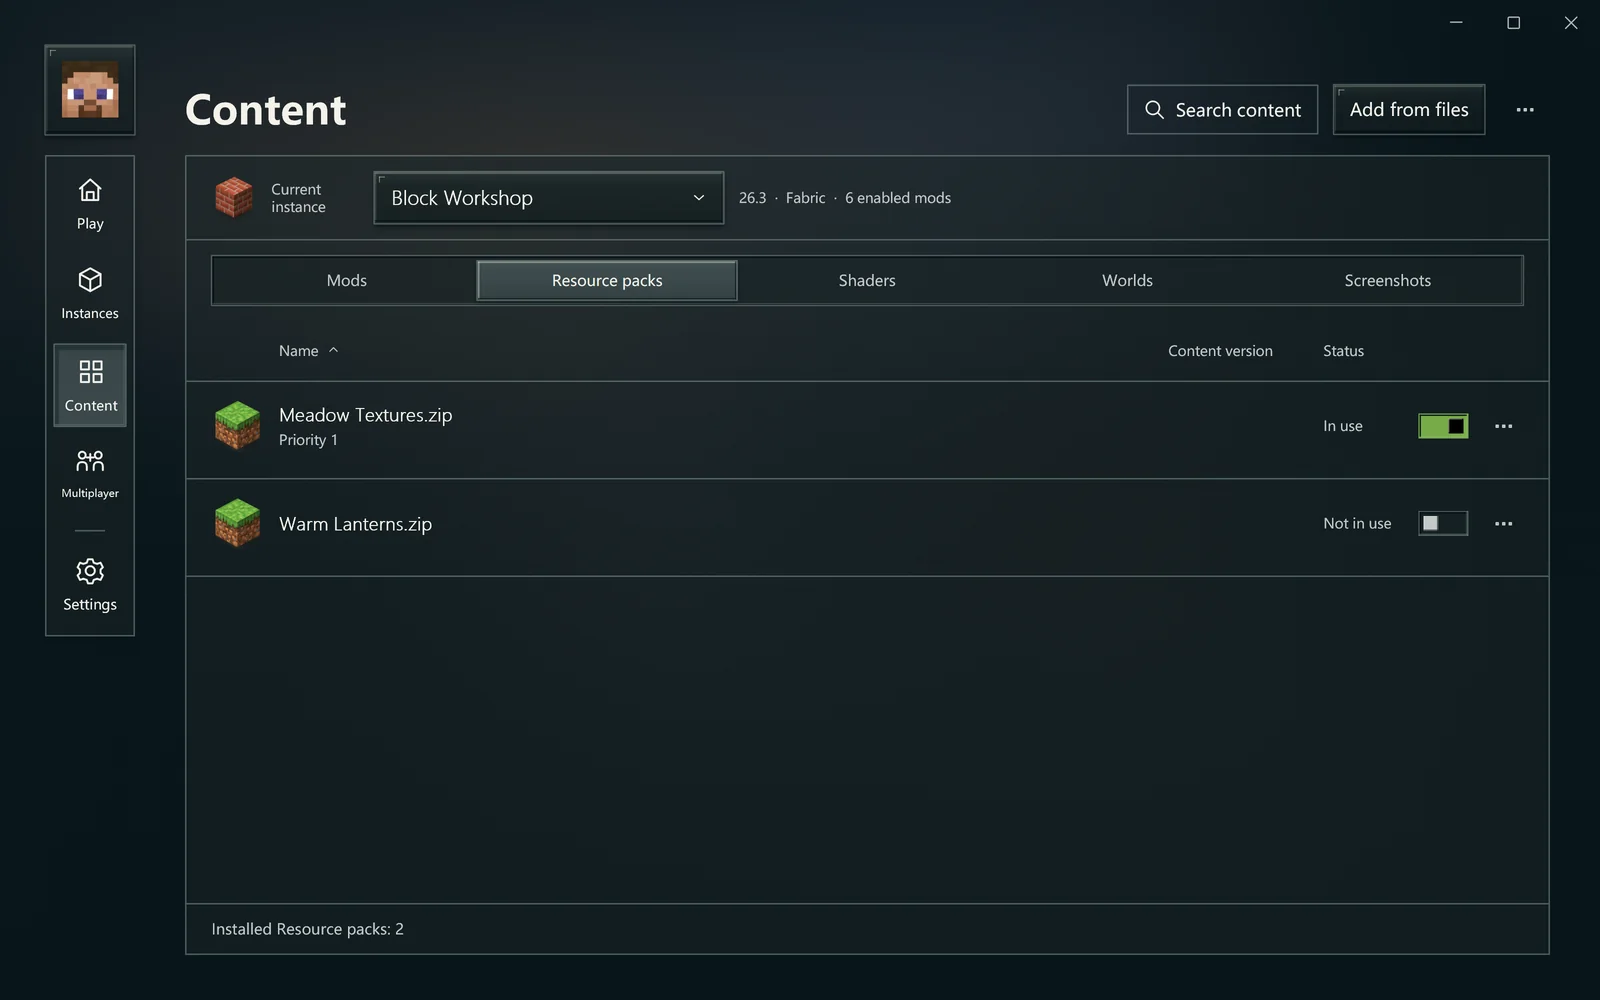 Content
Search content
Add from files
Play
Instances
Content
Multiplayer
Settings
Current
instance
Block Workshop
26.3 · Fabric · 6 enabled mods
Mods
Resource packs
Shaders
Worlds
Screenshots
Name
Content version
Status
Meadow Textures.zip
Priority 1
In use
Warm Lanterns.zip
Not in use
Installed Resource packs: 2